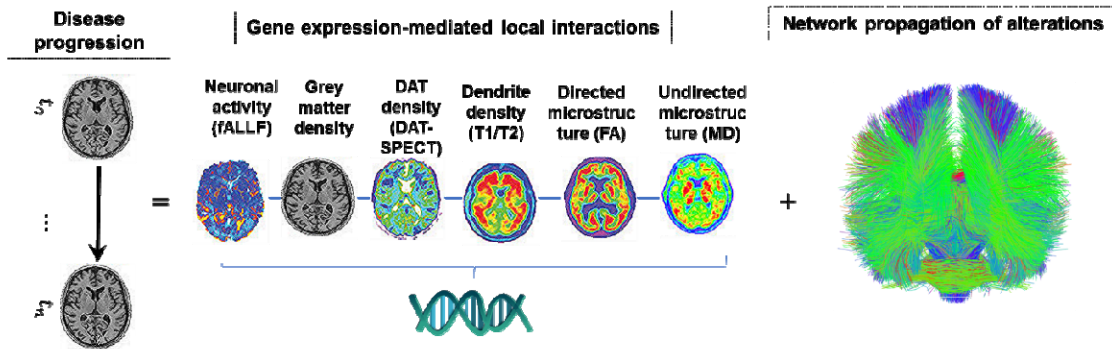 Disease
progression
Gene expression-mediated local interactions
Network propagation of alterations
Neuronal
activity
(fALLF)
Grey
matter
density
DAT
density
(DAT-
SPECT)
Dendrite
density
(T1/T2)
Directed
microstruc
ture (FA)
Undirected
microstruc
ture (MD)
...
=
+